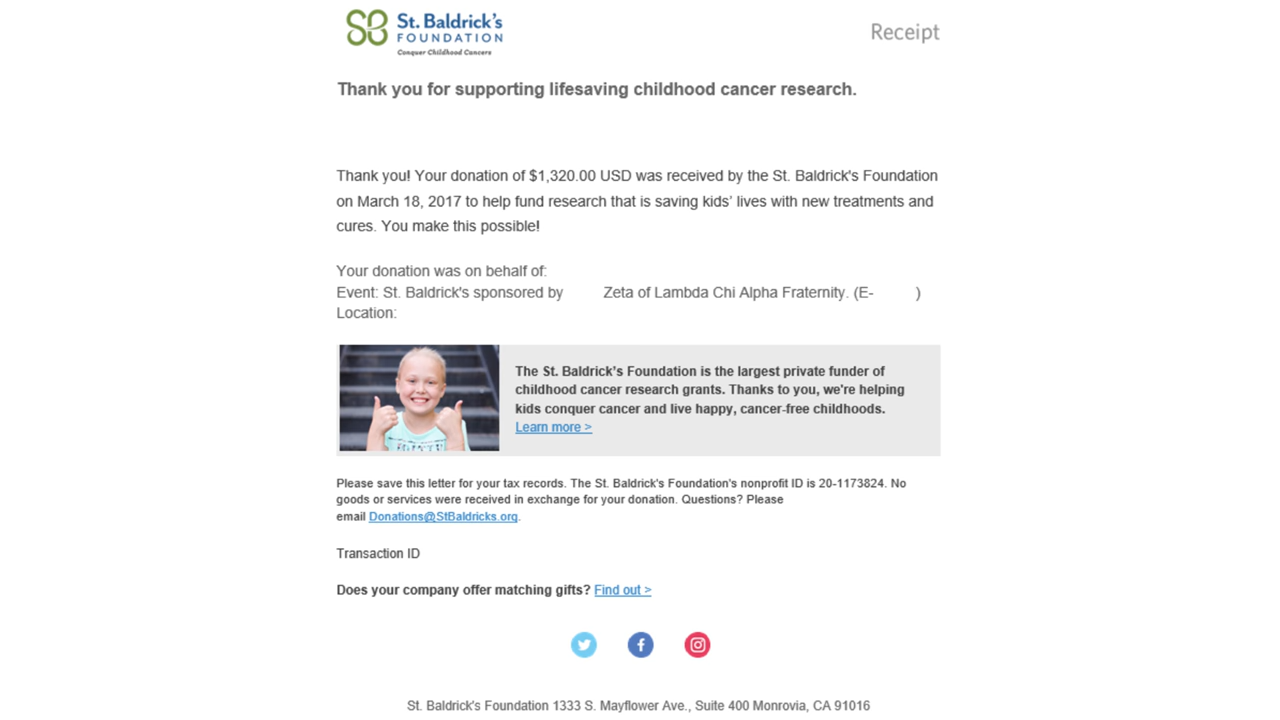 St. Baldrick's
FOUNDATION
Conquer Childhood Cancers
Receipt
Thank you for supporting lifesaving childhood cancer research.
Thank you! Your donation of $1,320.00 USD was received by the St. Baldrick's Foundation
on March 18, 2017 to help fund research that is saving kids’ lives with new treatments and
cures. You make this possible!
Your donation was on behalf of:
Event: St. Baldrick's sponsored by Zeta of Lambda Chi Alpha Fraternity. (E- )
Location:
The St. Baldrick’s Foundation is the largest private funder of
childhood cancer research grants. Thanks to you, we're helping
kids conquer cancer and live happy, cancer-free childhoods.
Learn more >
Please save this letter for your tax records. The St. Baldrick's Foundation's nonprofit ID is 20-1173824. No
goods or services were received in exchange for your donation. Questions? Please
email Donations@StBaldricks.org.
Transaction ID
Does your company offer matching gifts? Find out >
St. Baldrick's Foundation 1333 S. Mayflower Ave., Suite 400 Monrovia, CA 91016